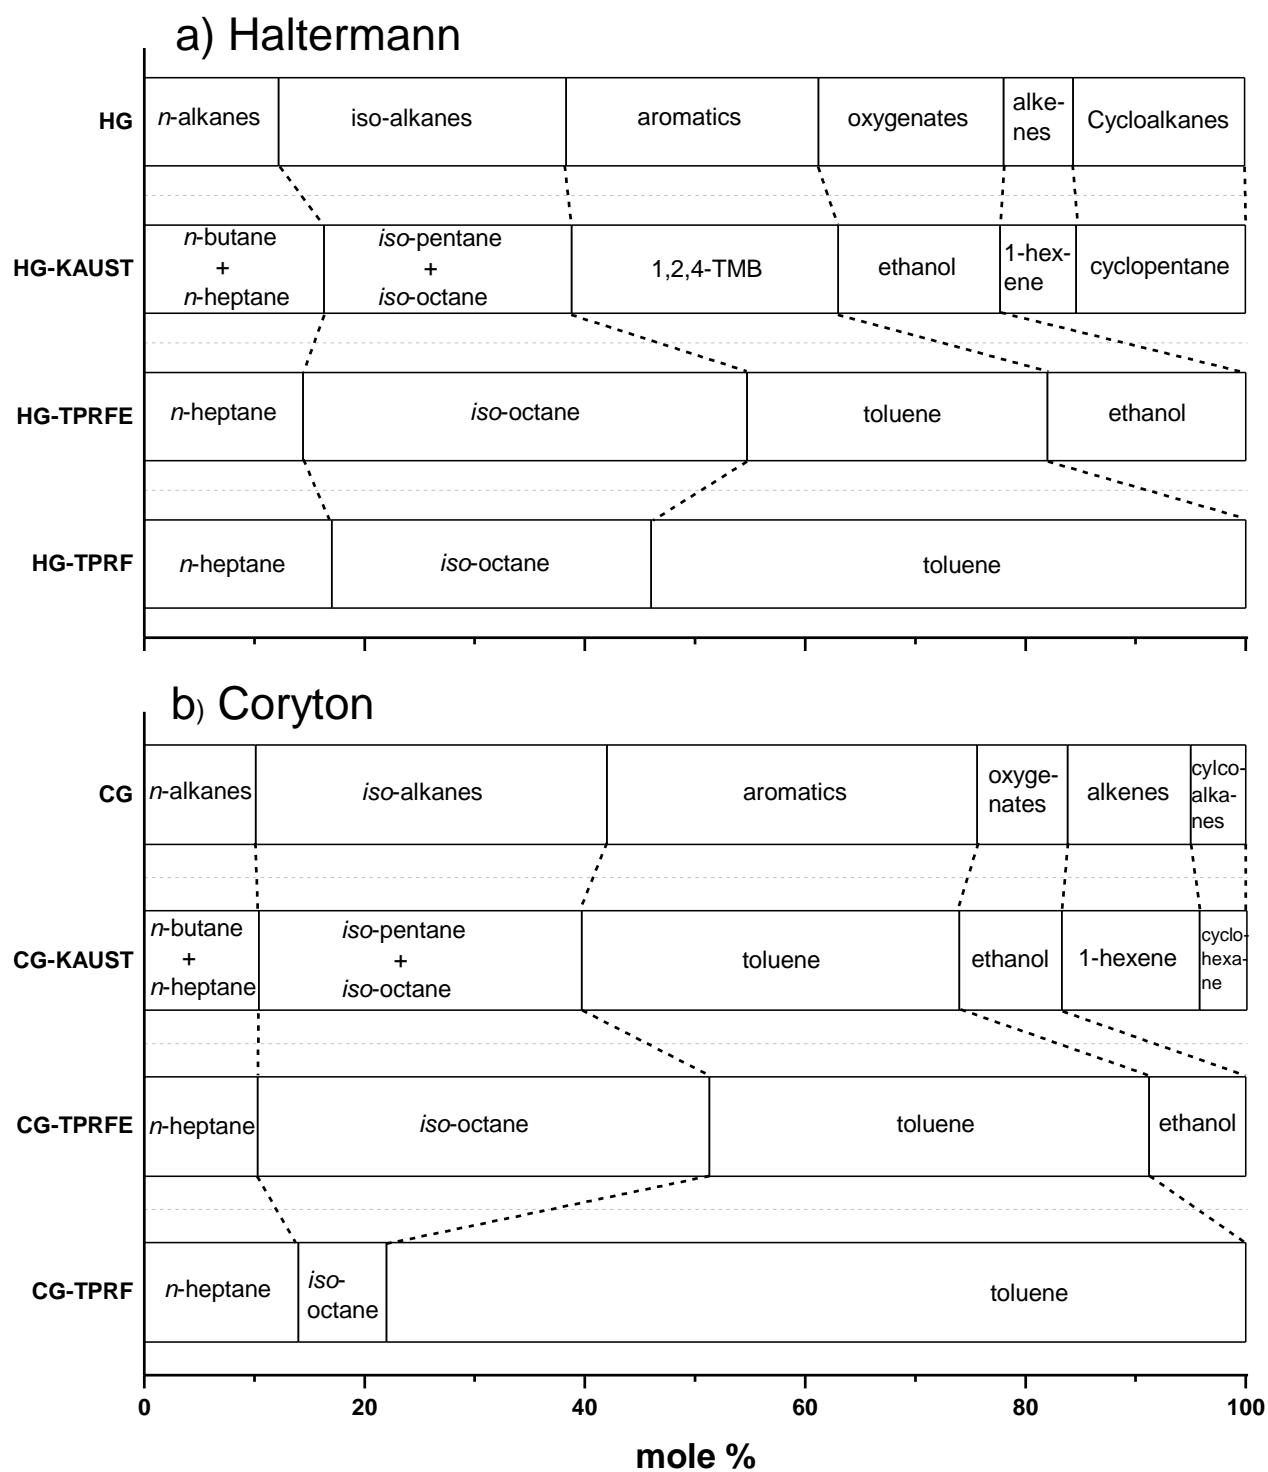 a) Haltermann
HG
n-alkanes
iso-alkanes
aromatics
oxygenates
alke-
nes
Cycloalkanes
HG-KAUST
n-butane
+
n-heptane
iso-pentane
+
iso-octane
1,2,4-TMB
ethanol
1-hex-
ene
cyclopentane
HG-TPRFE
n-heptane
iso-octane
toluene
ethanol
HG-TPRF
n-heptane
iso-octane
toluene
b) Coryton
CG
n-alkanes
iso-alkanes
aromatics
oxyge-
nates
alkenes
cylco-
alka-
nes
CG-KAUST
n-butane
+
n-heptane
iso-pentane
+
iso-octane
toluene
ethanol
1-hexene
cyclo-
hexa-
ne
CG-TPRFE
n-heptane
iso-octane
toluene
ethanol
CG-TPRF
n-heptane
iso-
octane
toluene
0 20 40 60 80 100
mole %